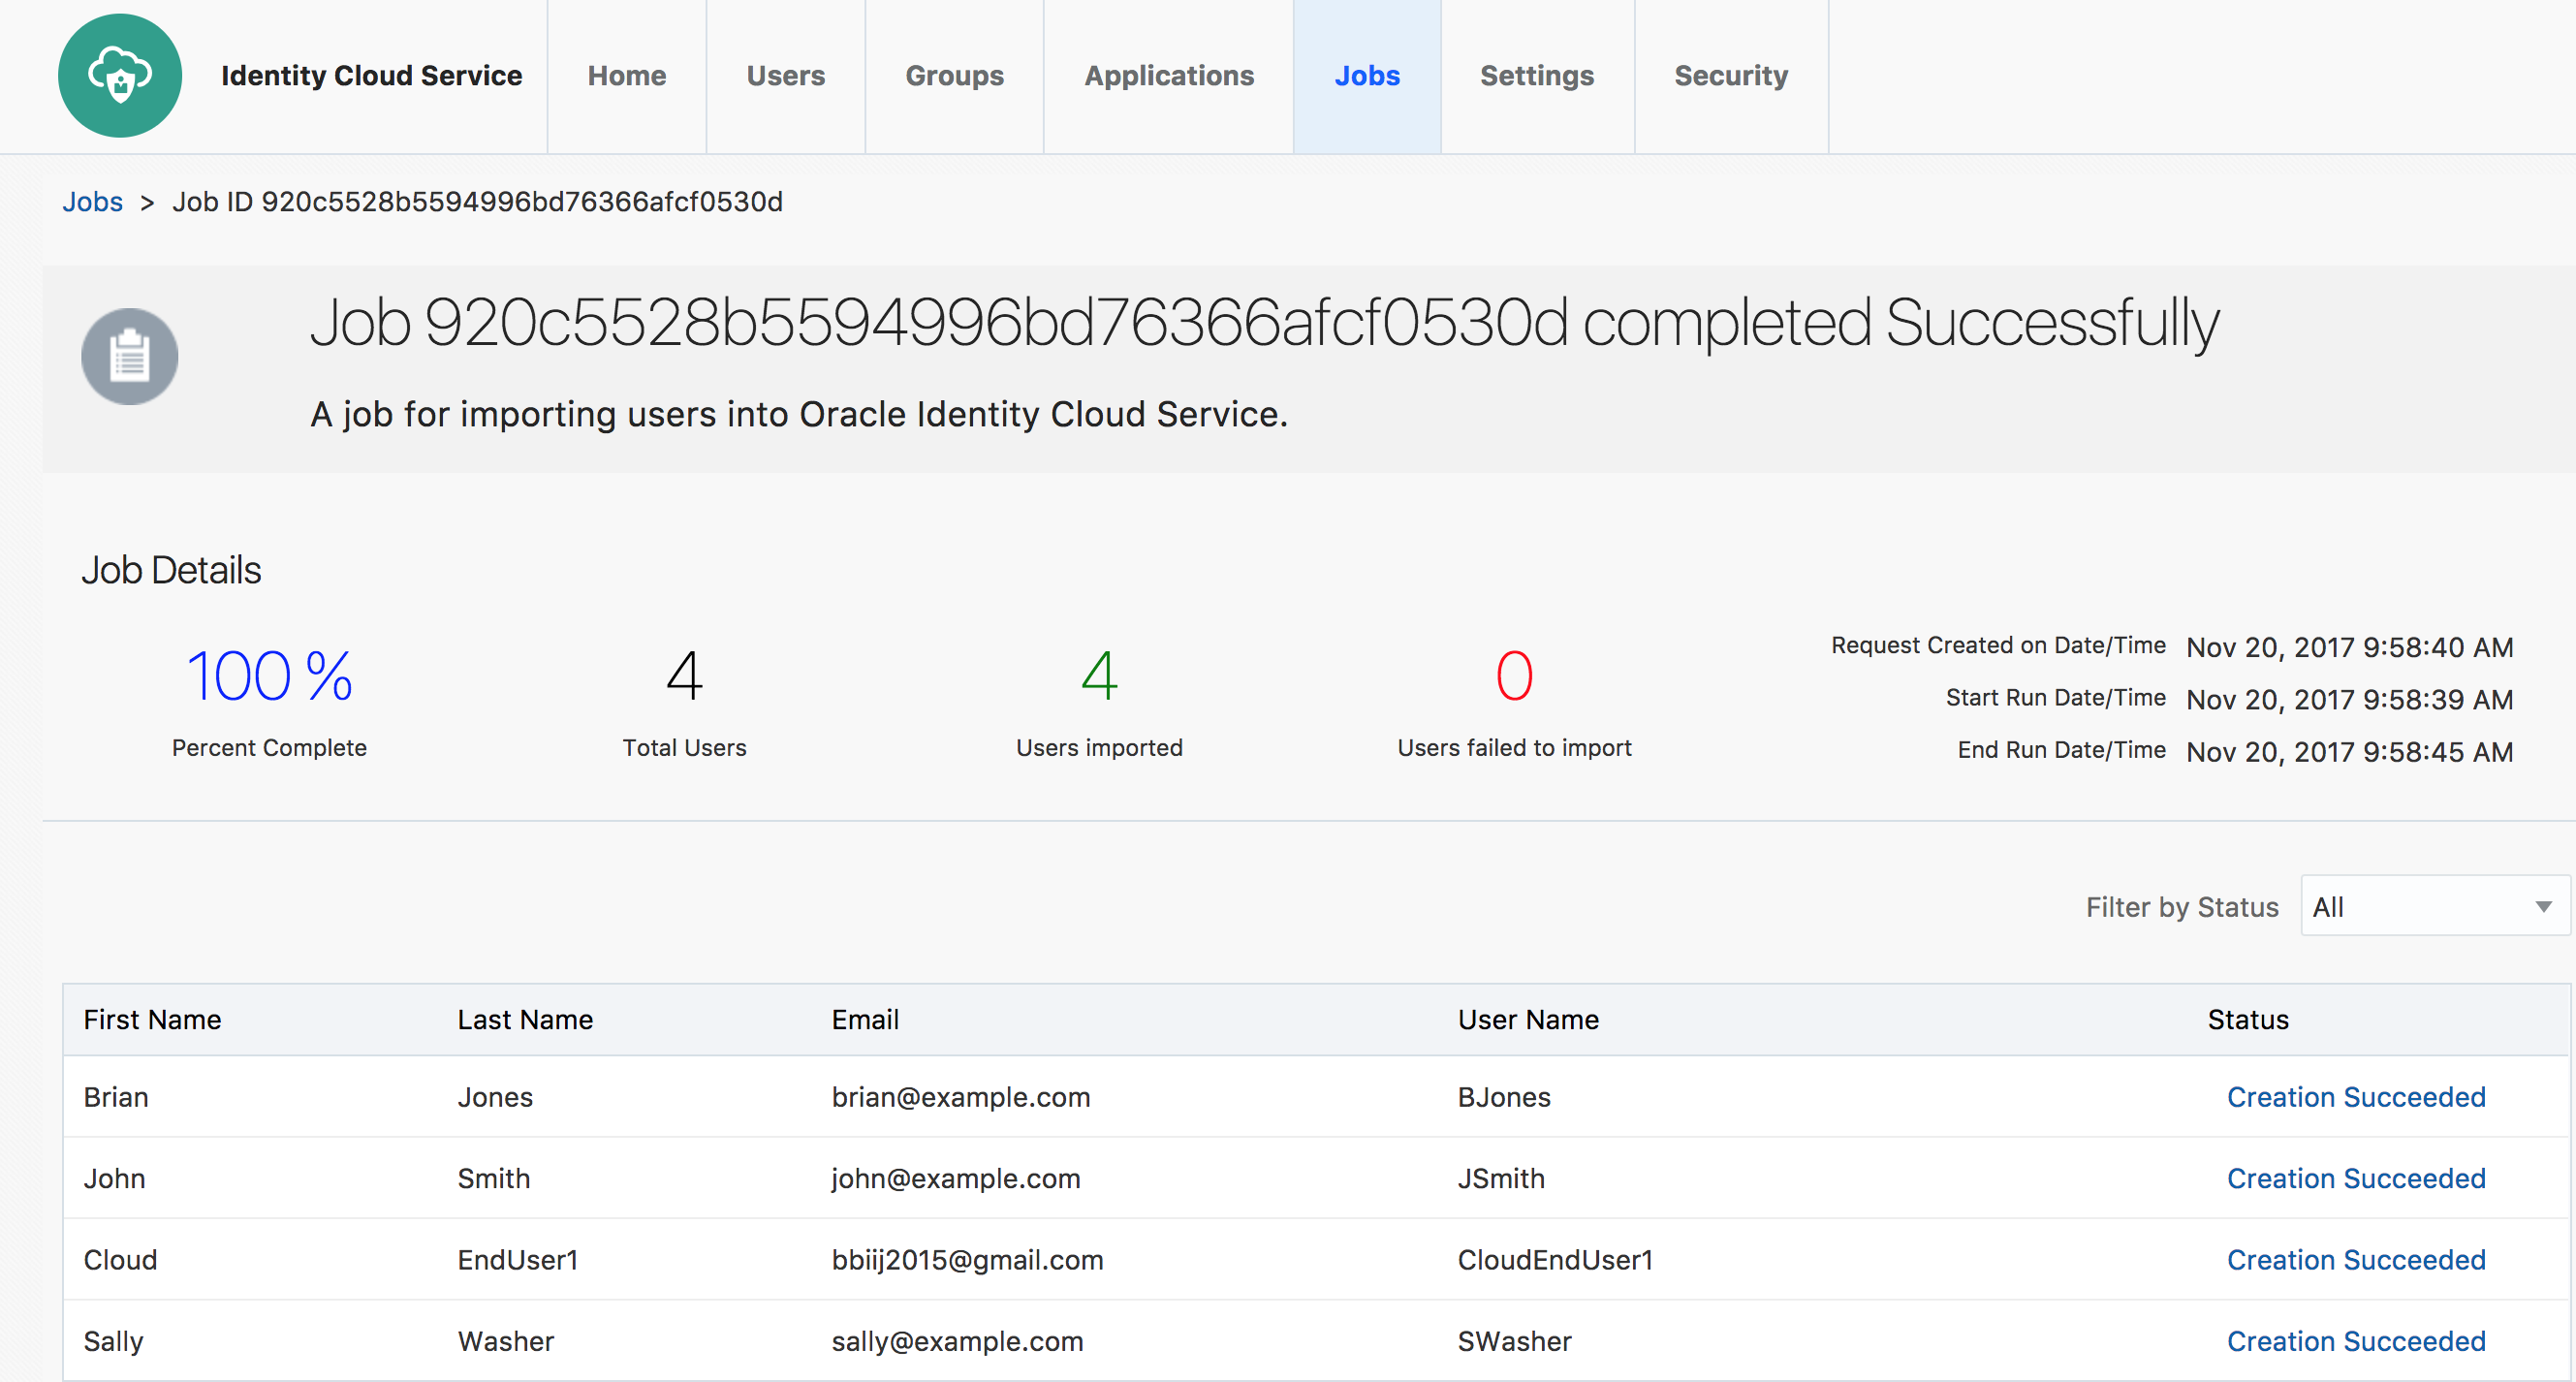 Identity Cloud Service Home Users Groups Applications Jobs Settings Security
Jobs > Job ID 920c5528b5594996bd76366afcf0530d
Job 920c5528b5594996bd76366afcf0530d completed Successfully
A job for importing users into Oracle Identity Cloud Service.
Job Details
100 % 4 4 0
Percent Complete Total Users Users imported Users failed to import
Request Created on Date/Time Nov 20, 2017 9:58:40 AM
Start Run Date/Time Nov 20, 2017 9:58:39 AM
End Run Date/Time Nov 20, 2017 9:58:45 AM
Filter by Status All
First Name Last Name Email User Name Status
Brian Jones brian@example.com BJones Creation Succeeded
John Smith john@example.com JSmith Creation Succeeded
Cloud EndUser1 bbiij2015@gmail.com CloudEndUser1 Creation Succeeded
Sally Washer sally@example.com SWasher Creation Succeeded